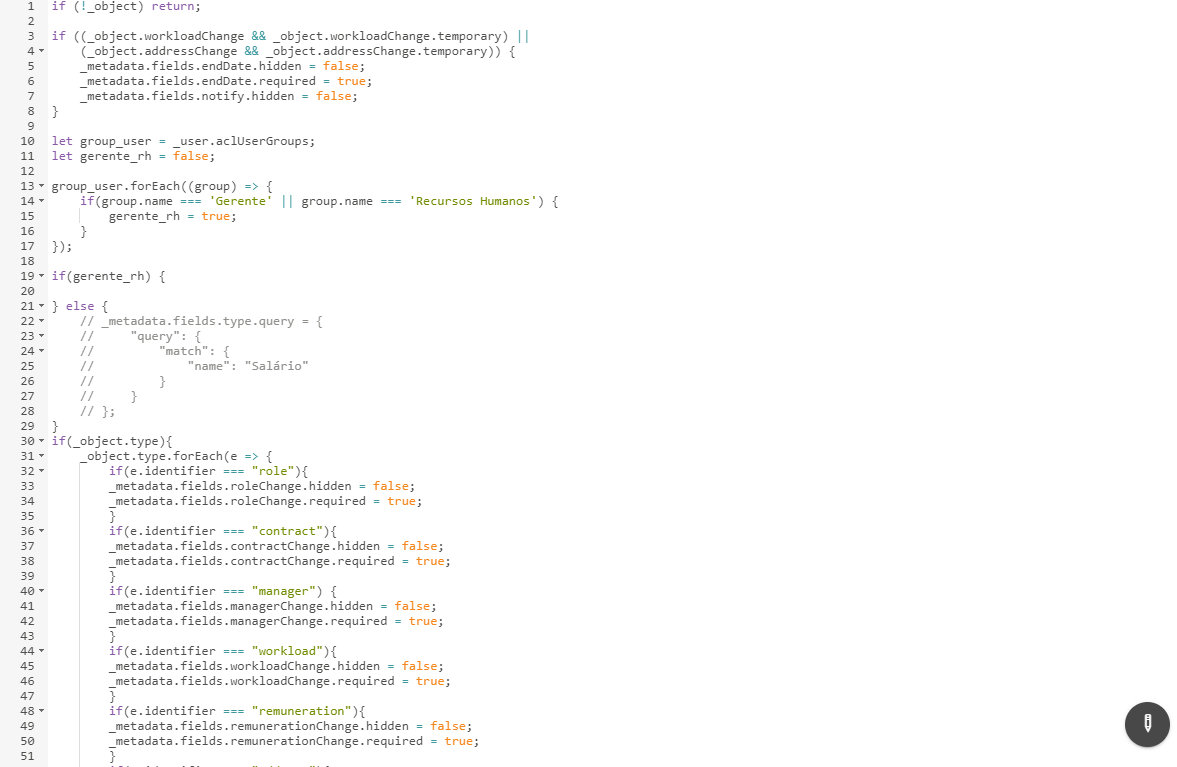 1 if (!_object) return;
2
3 if ((_object.workloadChange && _object.workloadChange.temporary) ||
4 (_object.addressChange && _object.addressChange.temporary)) {
5 _metadata.fields.endDate.hidden = false;
6 _metadata.fields.endDate.required = true;
7 _metadata.fields.notify.hidden = false;
8 }
9
10 let group_user = _user.aclUserGroups;
11 let gerente_rh = false;
12
13 group_user.forEach((group) => {
14 if(group.name === 'Gerente' || group.name === 'Recursos Humanos') {
15 gerente_rh = true;
16 }
17 });
18
19 if(gerente_rh) {
20
21 } else {
22 // _metadata.fields.type.query = {
23 // "query": {
24 // "match": {
25 // "name": "Salário"
26 // }
27 // }
28 // };
29 }
30 if(_object.type){
31 _object.type.forEach(e => {
32 if(e.identifier === "role"){
33 _metadata.fields.roleChange.hidden = false;
34 _metadata.fields.roleChange.required = true;
35 }
36 if(e.identifier === "contract"){
37 _metadata.fields.contractChange.hidden = false;
38 _metadata.fields.contractChange.required = true;
39 }
40 if(e.identifier === "manager") {
41 _metadata.fields.managerChange.hidden = false;
42 _metadata.fields.managerChange.required = true;
43 }
44 if(e.identifier === "workload"){
45 _metadata.fields.workloadChange.hidden = false;
46 _metadata.fields.workloadChange.required = true;
47 }
48 if(e.identifier === "remuneration"){
49 _metadata.fields.remunerationChange.hidden = false;
50 _metadata.fields.remunerationChange.required = true;
51 }